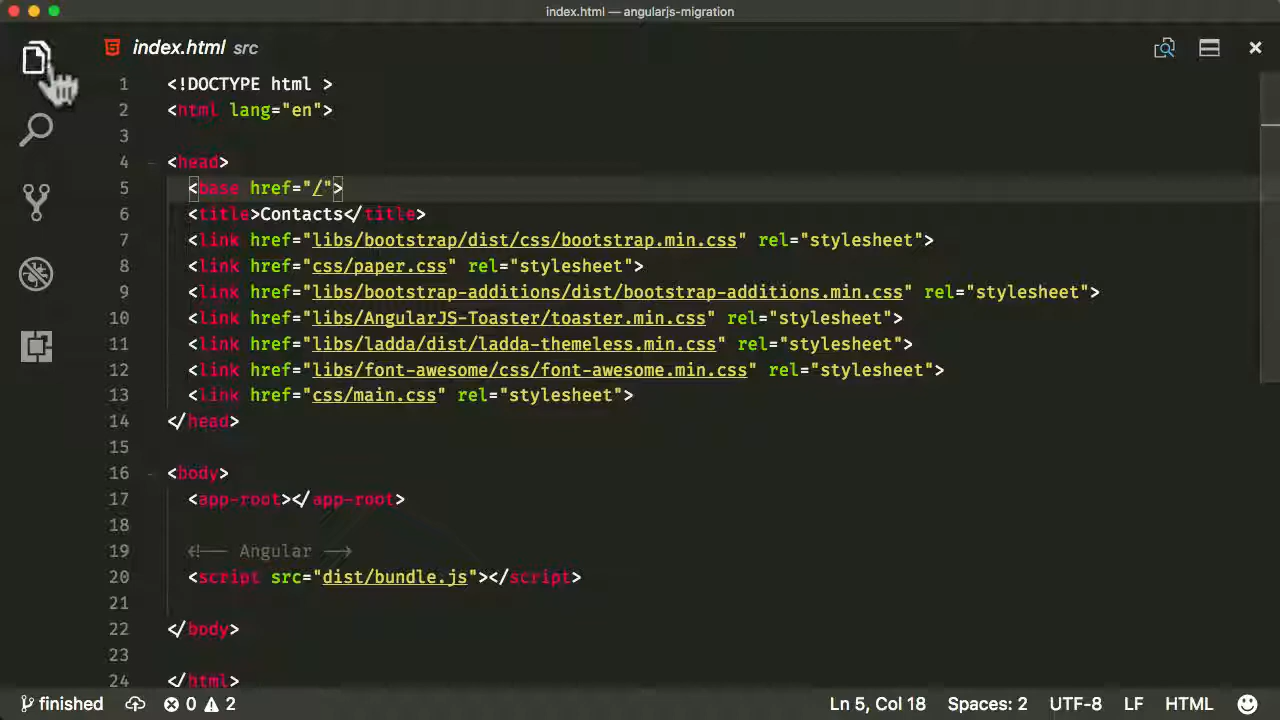 index.html — angularjs-migration
index.html src
1 <!DOCTYPE html >
2 <html lang="en">
3
4 <head>
5 <base href="/">
6 <title>Contacts</title>
7 <link href="libs/bootstrap/dist/css/bootstrap.min.css" rel="stylesheet">
8 <link href="css/paper.css" rel="stylesheet">
9 <link href="libs/bootstrap-additions/dist/bootstrap-additions.min.css" rel="stylesheet">
10 <link href="libs/AngularJS-Toaster/toaster.min.css" rel="stylesheet">
11 <link href="libs/ladda/dist/ladda-themeless.min.css" rel="stylesheet">
12 <link href="libs/font-awesome/css/font-awesome.min.css" rel="stylesheet">
13 <link href="css/main.css" rel="stylesheet">
14 </head>
15
16 <body>
17 <app-root></app-root>
18
19 <!-- Angular -->
20 <script src="dist/bundle.js"></script>
21
22 </body>
23
24 </html>
finished 0 2 Ln 5, Col 18 Spaces: 2 UTF-8 LF HTML